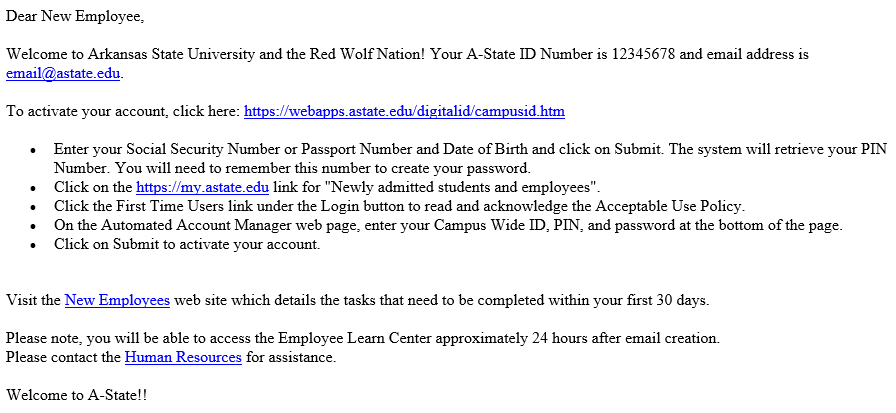 Dear New Employee,
Welcome to Arkansas State University and the Red Wolf Nation! Your A-State ID Number is 12345678 and email address is
email@astate.edu.
To activate your account, click here: https://webapps.astate.edu/digitalid/campusid.htm
• Enter your Social Security Number or Passport Number and Date of Birth and click on Submit. The system will retrieve your PIN
Number. You will need to remember this number to create your password.
• Click on the https://my.astate.edu link for "Newly admitted students and employees".
• Click the First Time Users link under the Login button to read and acknowledge the Acceptable Use Policy.
• On the Automated Account Manager web page, enter your Campus Wide ID, PIN, and password at the bottom of the page.
• Click on Submit to activate your account.
Visit the New Employees web site which details the tasks that need to be completed within your first 30 days.
Please note, you will be able to access the Employee Learn Center approximately 24 hours after email creation.
Please contact the Human Resources for assistance.
Welcome to A-State!!